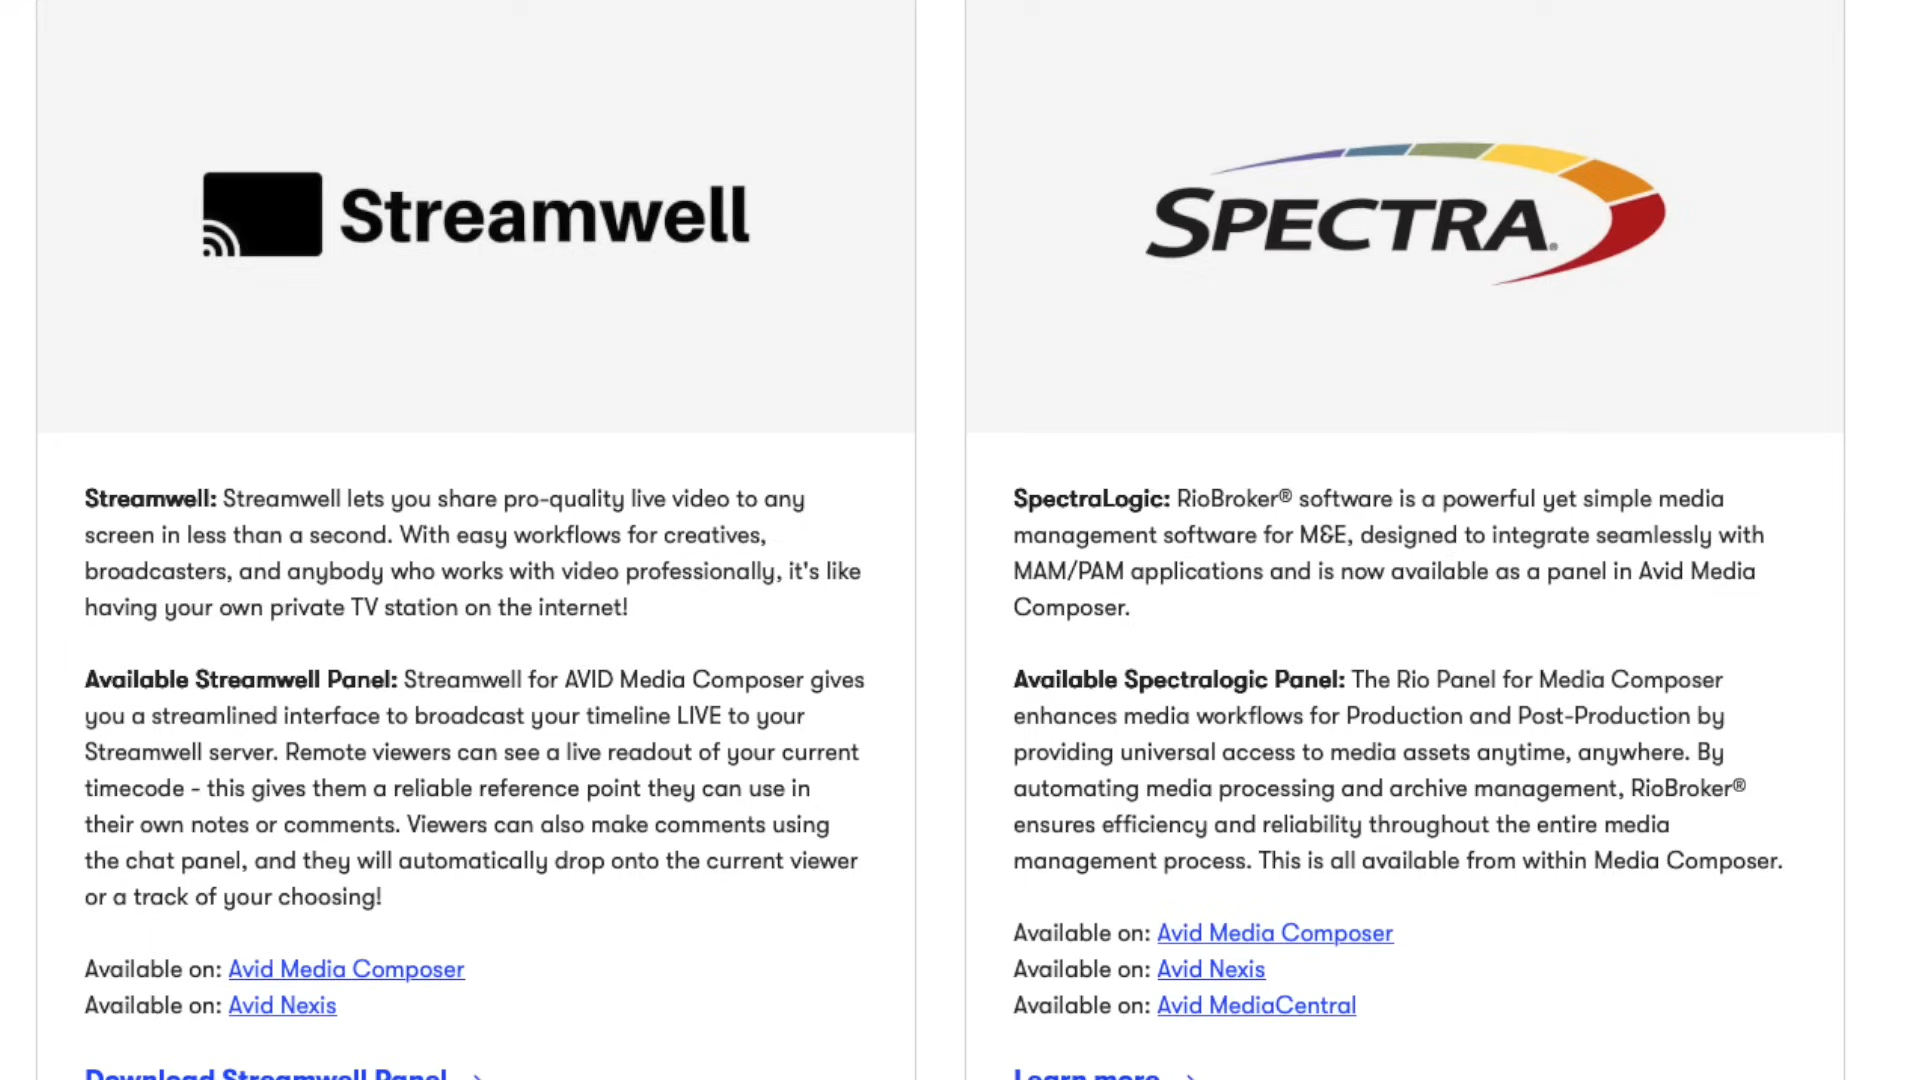 Streamwell
Streamwell: Streamwell lets you share pro-quality live video to any
screen in less than a second. With easy workflows for creatives,
broadcasters, and anybody who works with video professionally, it's like
having your own private TV station on the internet!
Available Streamwell Panel: Streamwell for AVID Media Composer gives
you a streamlined interface to broadcast your timeline LIVE to your
Streamwell server. Remote viewers can see a live readout of your current
timecode - this gives them a reliable reference point they can use in
their own notes or comments. Viewers can also make comments using
the chat panel, and they will automatically drop onto the current viewer
or a track of your choosing!
Available on: Avid Media Composer
Available on: Avid Nexis
Download Streamwell Panel
SPECTRA®
SpectraLogic: RioBroker® software is a powerful yet simple media
management software for M&E, designed to integrate seamlessly with
MAM/PAM applications and is now available as a panel in Avid Media
Composer.
Available Spectralogic Panel: The Rio Panel for Media Composer
enhances media workflows for Production and Post-Production by
providing universal access to media assets anytime, anywhere. By
automating media processing and archive management, RioBroker®
ensures efficiency and reliability throughout the entire media
management process. This is all available from within Media Composer.
Available on: Avid Media Composer
Available on: Avid Nexis
Available on: Avid MediaCentral
Learn more